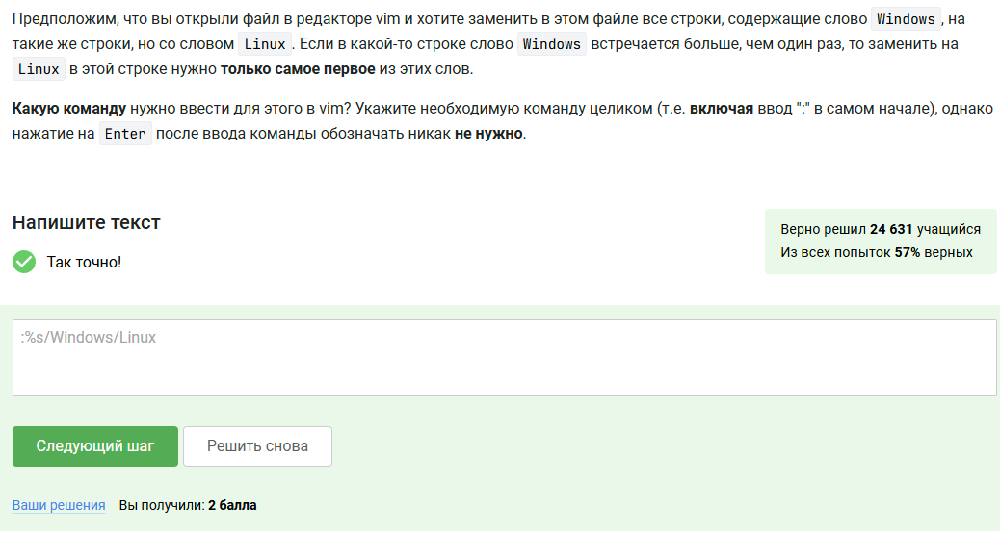 Предположим, что вы открыли файл в редакторе vim и хотите заменить в этом файле все строки, содержащие слово Windows, на
такие же строки, но со словом Linux. Если в какой-то строке слово Windows встречается больше, чем один раз, то заменить на
Linux в этой строке нужно только самое первое из этих слов.
Какую команду нужно ввести для этого в vim? Укажите необходимую команду целиком (т.е. включая ввод ":" в самом начале), однако
нажатие на Enter после ввода команды обозначать никак не нужно.
Напишите текст
Верно решил 24 631 учащийся
Из всех попыток 57% верных
Так точно!
:%s/Windows/Linux
Следующий шаг
Решить снова
Ваши решения Вы получили: 2 балла